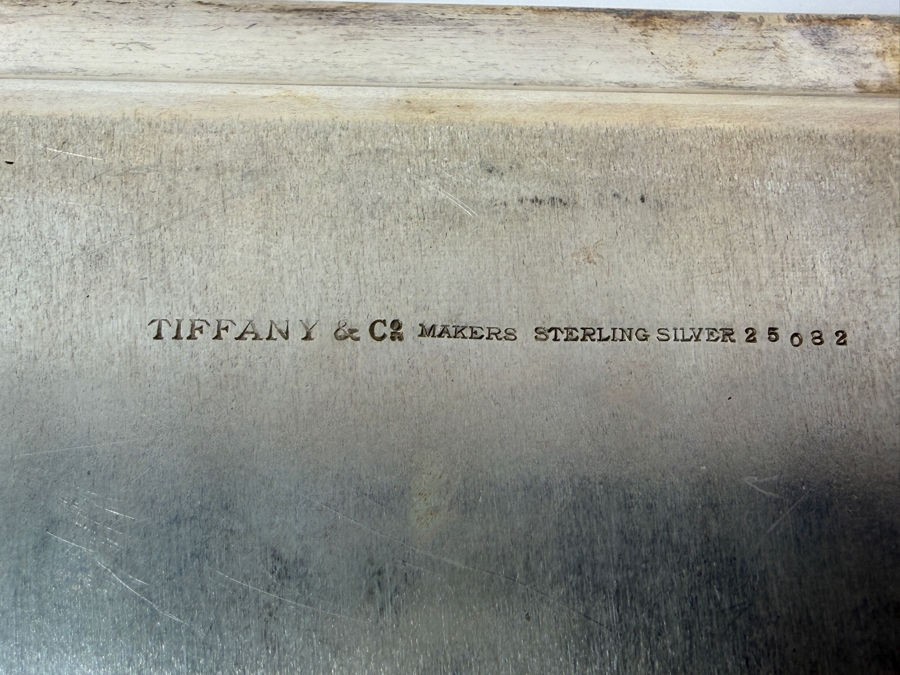 TIFFANY & Co MAKERS STERLING SILVER 25082